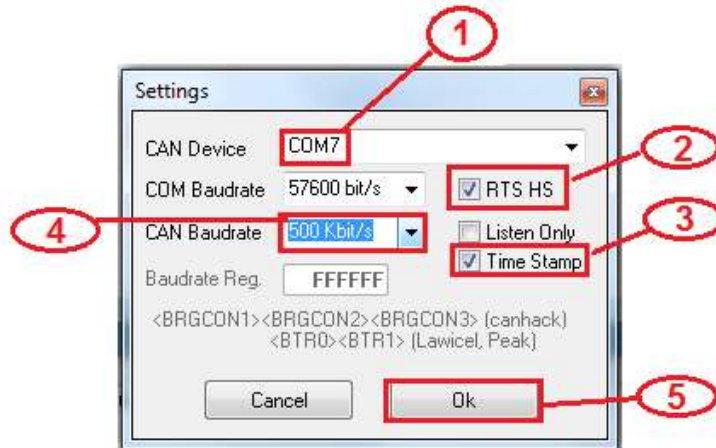 1
Settings
CAN Device COM7
2
COM Baudrate 57600 bit/s RTS HS
3
4
CAN Baudrate 500 Kbit/s Listen Only
Time Stamp
Baudrate Reg. FFFFFF
<BRGCON1><BRGCON2><BRGCON3> (canhack)
<BTR0><BTR1> (Lawicel, Peak)
Cancel Ok
5